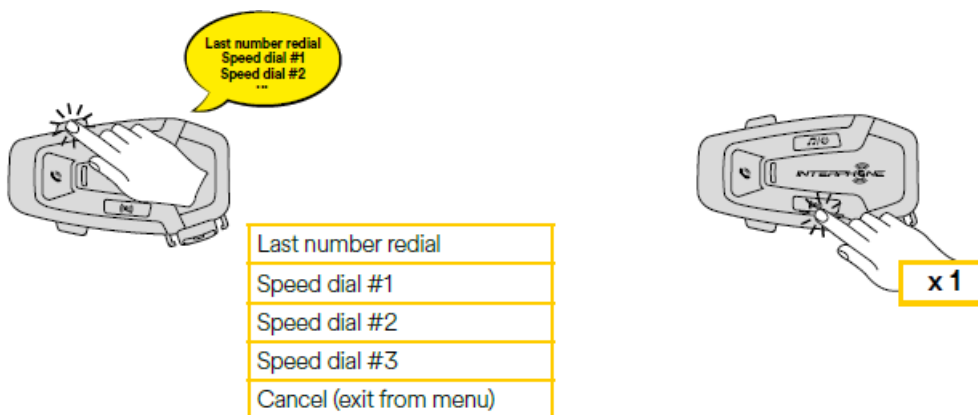 Last number redial
Speed dial #1
Speed dial #2
...
INTERPHONE
Last number redial
Speed dial #1
Speed dial #2
Speed dial #3
Cancel (exit from menu)
x 1